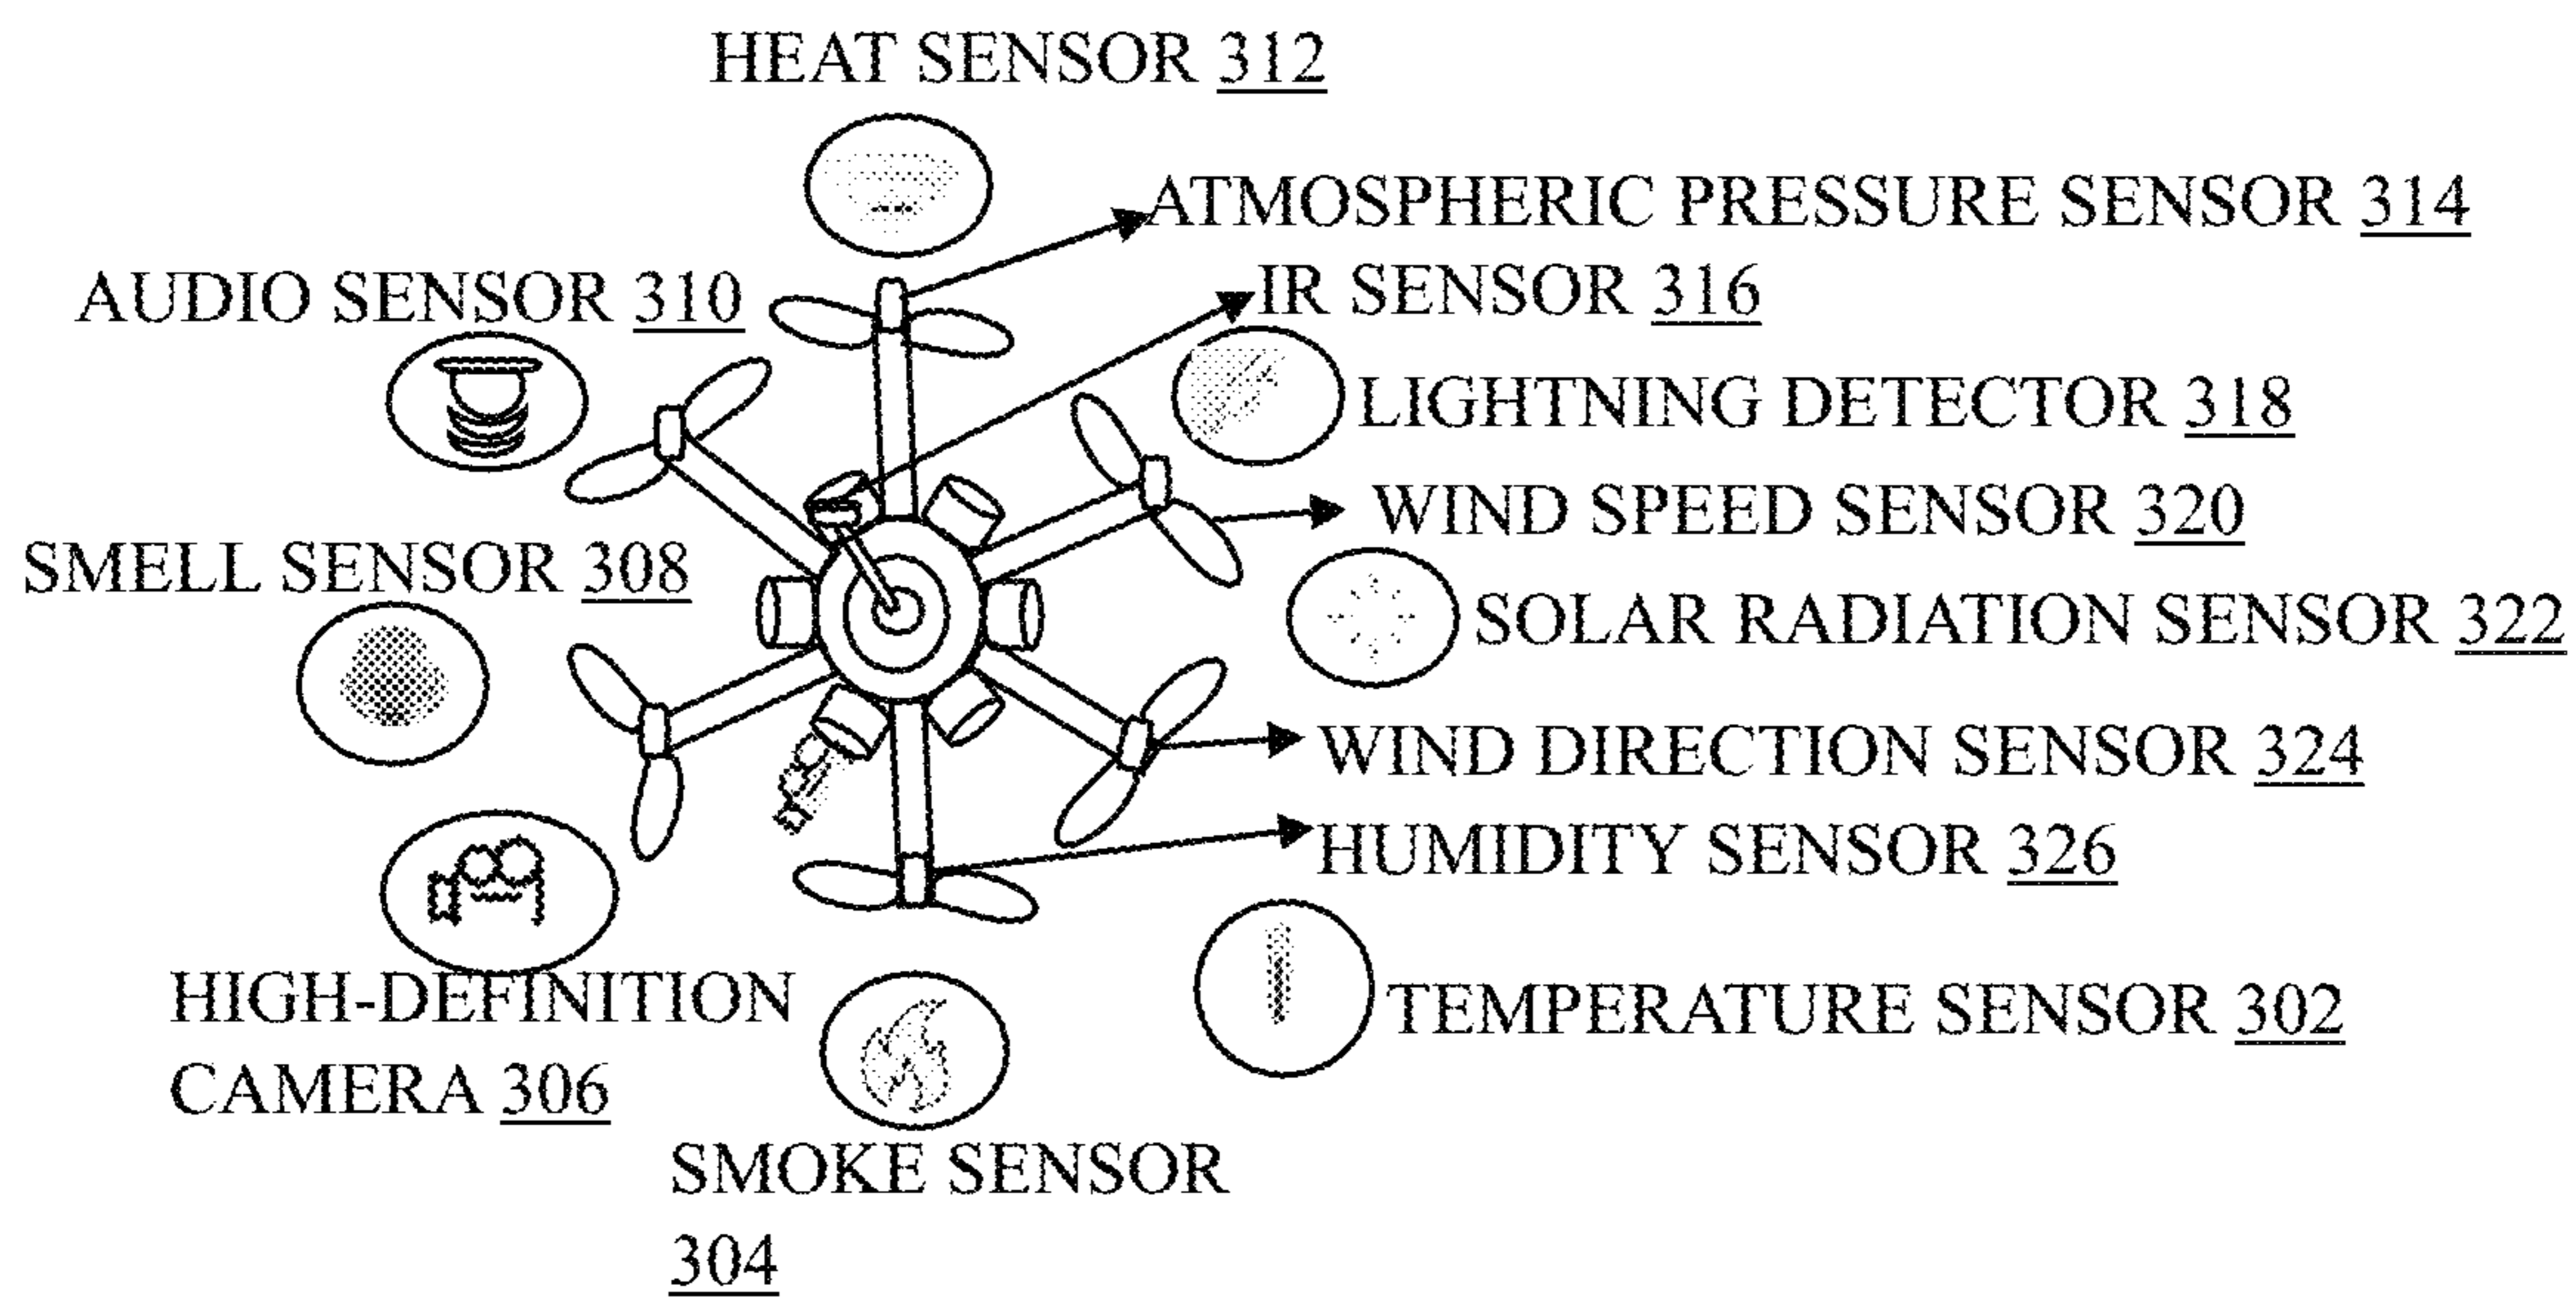 HEAT SENSOR 312
ATMOSPHERIC PRESSURE SENSOR 314
AUDIO SENSOR 310
IR SENSOR 316
LIGHTNING DETECTOR 318
WIND SPEED SENSOR 320
SMELL SENSOR 308
SOLAR RADIATION SENSOR 322
WIND DIRECTION SENSOR 324
HUMIDITY SENSOR 326
HIGH-DEFINITION
CAMERA 306
TEMPERATURE SENSOR 302
SMOKE SENSOR
304